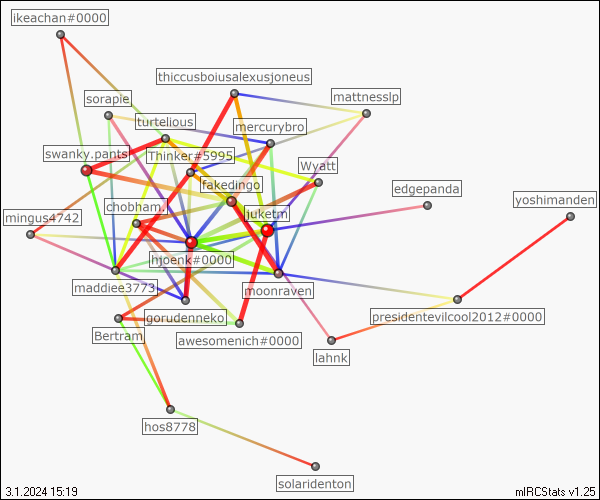 ikeachan#0000
thiccusboiusalexusjoneus
sorapie
mattnesslp
turtelious
mercurybro
swanky.pants
Thinker#5995
Wyatt
fakedingo
edgepanda
yoshimanden
chobham
juketm
mingus4742
hjoenk#0000
maddiee3773
moonraven
gorudenneko
presidentevilcool2012#0000
Bertram
awesomenich#0000
lahnk
hos8778
solaridenton
3.1.2024 15:19
mIRCStats v1.25